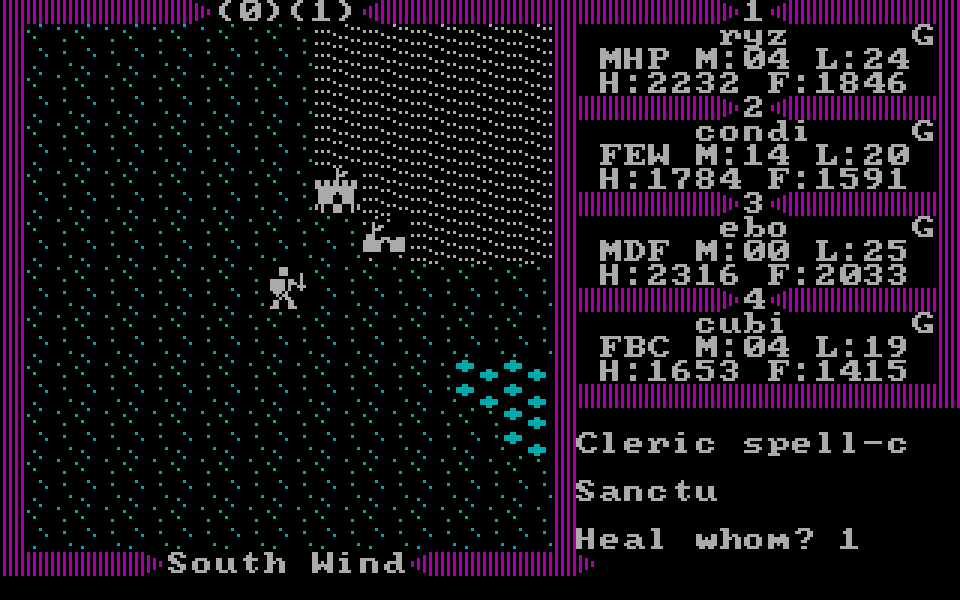 (0)(1)
1
ryz G
MHP M:04 L:24
H:2232 F:1846
2
condi G
FEW M:14 L:20
H:1784 F:1591
3
ebo G
MDF M:00 L:25
H:2316 F:2033
4
cubi G
FBC M:04 L:19
H:1653 F:1415
Cleric spell-c
Sanctu
Heal whom? 1
South Wind